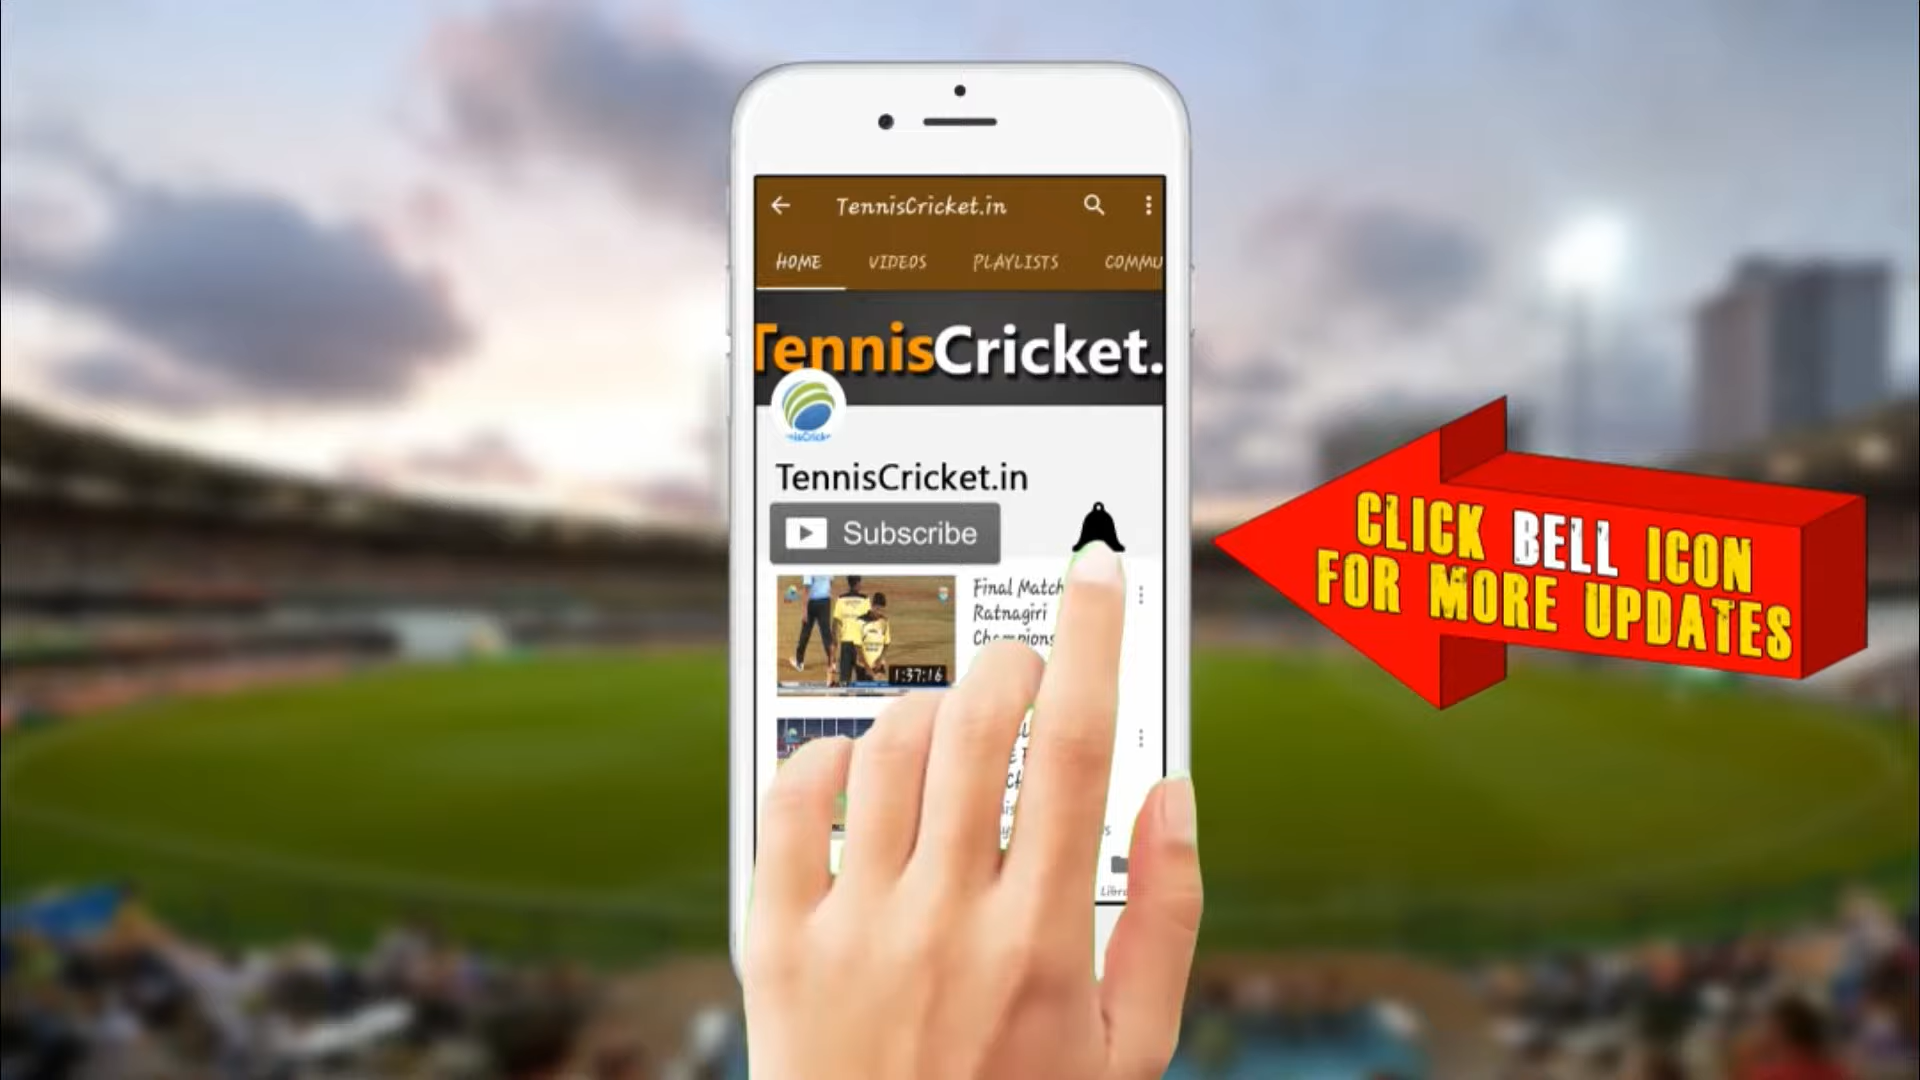 TennisCricket.in
HOME VIDEOS PLAYLISTS COMMU
TennisCricket.
TennisCricket.in
Subscribe
Final Match
Ratnagiri
1:37:16
CLICK BELL ICON
FOR MORE UPDATES